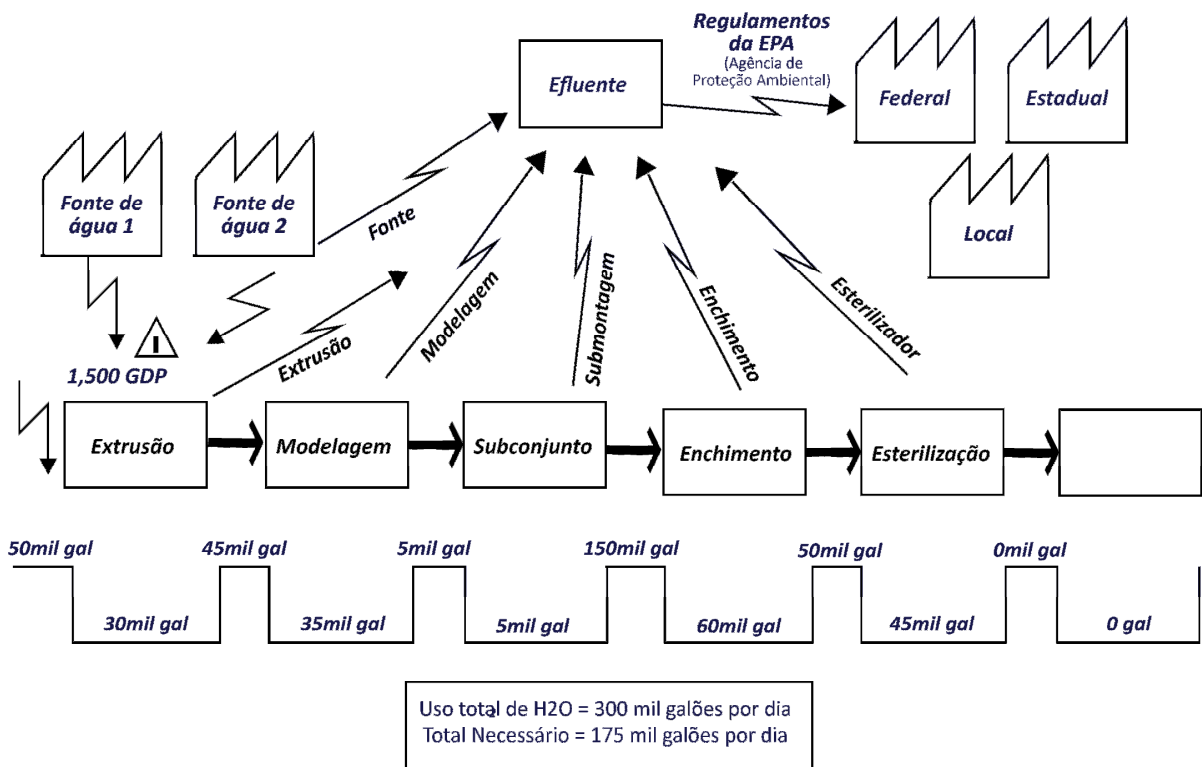 Regulamentos
da EPA
(Agência de
Proteção Ambiental)
Efluente
Federal
Estadual
Local
Fonte de
água 1
Fonte de
água 2
Fonte
Extrusão
Modelagem
Submontagem
Enchimento
Esterilizador
I
1,500 GDP
Extrusão
Modelagem
Subconjunto
Enchimento
Esterilização
50mil gal
45mil gal
5mil gal
150mil gal
50mil gal
0mil gal
30mil gal
35mil gal
5mil gal
60mil gal
45mil gal
0 gal
Uso total de H2O = 300 mil galões por dia
Total Necessário = 175 mil galões por dia